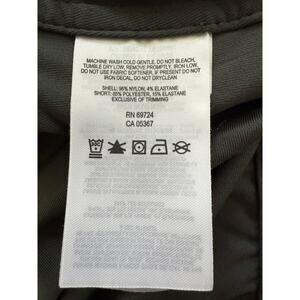 MACHINE WASH COLD GENTLE, DO NOT BLEACH,
TUMBLE DRY LOW, REMOVE PROMPTLY, IRON LOW,
DO NOT USE FABRIC SOFTENER, IF PRESENT DO NOT
IRON DECAL, DO NOT DRYCLEAN
SHELL: 96% NYLON, 4% ELASTANE
SHORT: 85% POLYESTER, 15% ELASTANE
EXCLUSIVE OF TRIMMING
RN 69724
CA 05367